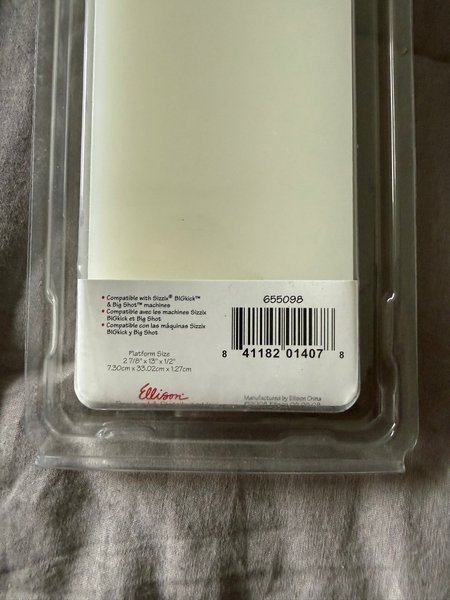 • Compatible with Sizzix® BIGkick™
& Big Shot™ machines
• Compatible avec les machines Sizzix
BIGkick et Big Shot
• Compatible con las máquinas Sizzix
BIGkick y Big Shot
Platform Size
2 7/8" x 13" x 1/2"
7.30cm x 33.02cm x 1.27cm
Ellison™
655098
8 41182 01407 8
Manufactured by Ellison China